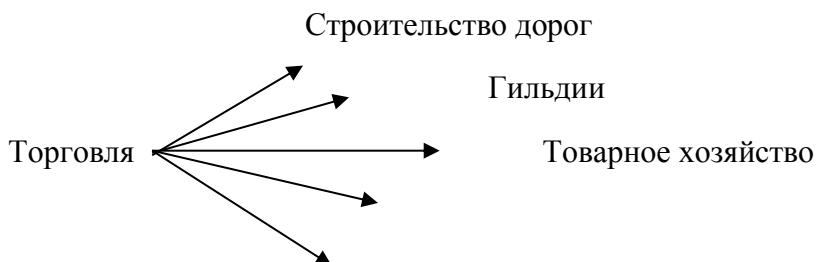 Строительство дорог
Гильдии
Торговля
Товарное хозяйство